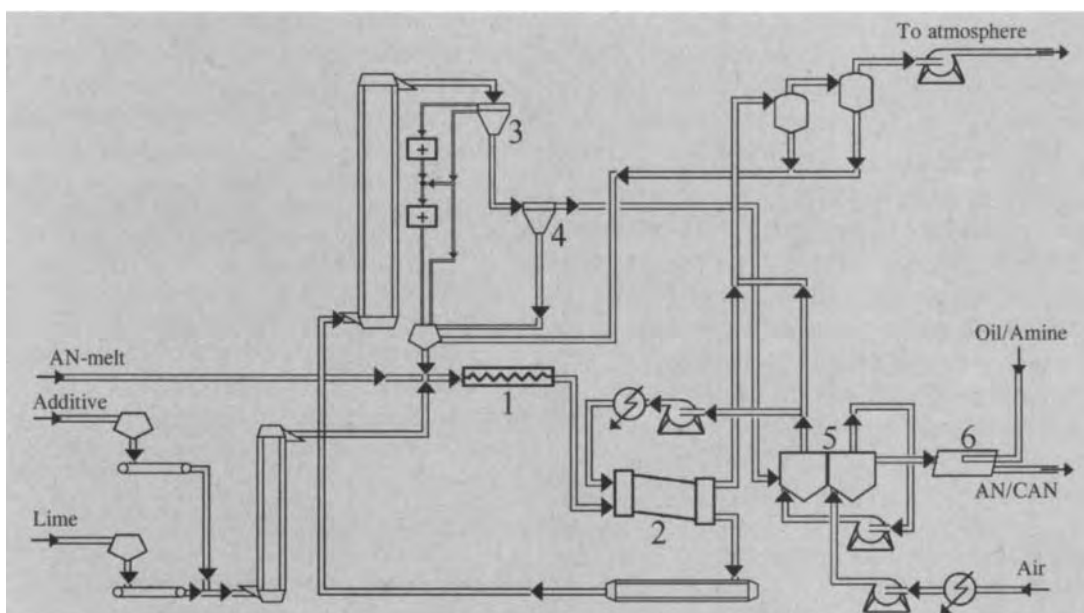 To atmosphere
3
4
Oil/Amine
AN-melt
1
Additive
5
6
AN/CAN
Lime
2
Air